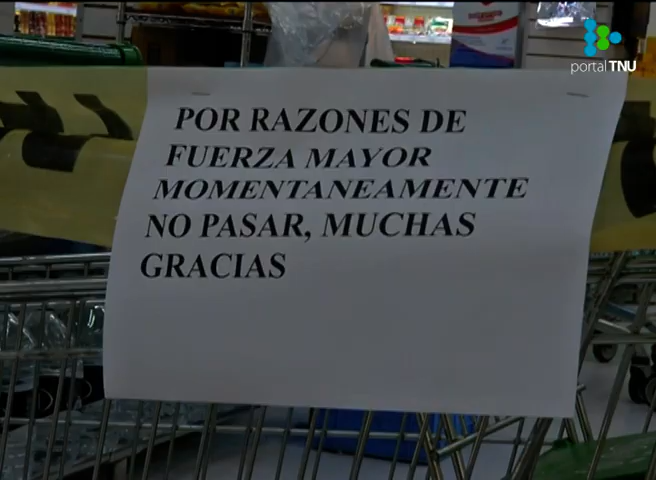 portal TNU
POR RAZONES DE
FUERZA MAYOR
MOMENTANEAMENTE
NO PASAR, MUCHAS
GRACIAS